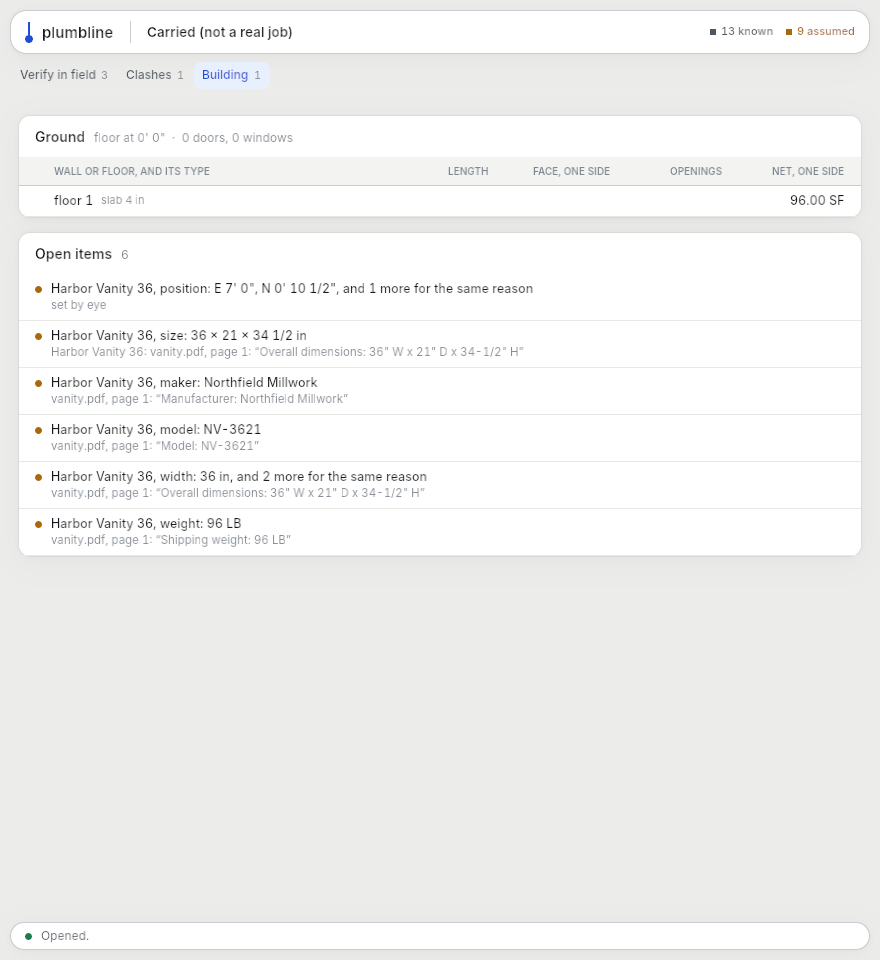 plumbline
Carried (not a real job)
13 known
9 assumed
Verify in field 3
Clashes 1
Building 1
Ground floor at 0' 0" · 0 doors, 0 windows
WALL OR FLOOR, AND ITS TYPE LENGTH FACE, ONE SIDE OPENINGS NET, ONE SIDE
floor 1 slab 4 in 96.00 SF
Open items 6
Harbor Vanity 36, position: E 7' 0", N 0' 10 1/2", and 1 more for the same reason
set by eye
Harbor Vanity 36, size: 36 × 21 × 34 1/2 in
Harbor Vanity 36: vanity.pdf, page 1: “Overall dimensions: 36" W x 21" D x 34-1/2" H”
Harbor Vanity 36, maker: Northfield Millwork
vanity.pdf, page 1: “Manufacturer: Northfield Millwork”
Harbor Vanity 36, model: NV-3621
vanity.pdf, page 1: “Model: NV-3621”
Harbor Vanity 36, width: 36 in, and 2 more for the same reason
vanity.pdf, page 1: “Overall dimensions: 36" W x 21" D x 34-1/2" H”
Harbor Vanity 36, weight: 96 LB
vanity.pdf, page 1: “Shipping weight: 96 LB”
Opened.